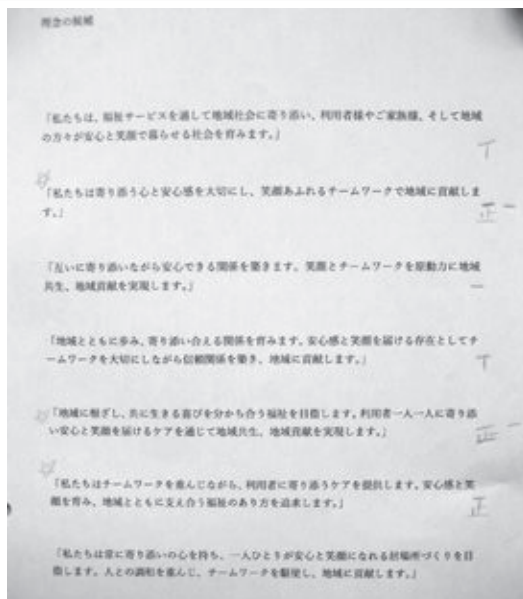 理念の候補
「私たちは、福祉サービスを通して地域社会に寄り添い、利用者様やご家族様、そして地域
の方々が安心と笑顔で暮らせる社会を育みます。」
丅
☆
「私たちは寄り添う心と安心感を大切にし、笑顔あふれるチームワークで地域に貢献しま
す。」
正一
「互いに寄り添いながら安心できる関係を築きます。笑顔とチームワークを原動力に地域
共生、地域貢献を実現します。」
一
「地域とともに歩み、寄り添い合える関係を育みます。安心感と笑顔を届ける存在としてチ
ームワークを大切にしながら信頼関係を築き、地域に貢献します。」
丅
☆
「地域に根ざし、共に生きる喜びを分かち合う福祉を目指します。利用者一人一人に寄り添
い安心と笑顔を届けるケアを通じて地域共生、地域貢献を実現します。」
正一
☆
「私たちはチームワークを重んじながら、利用者に寄り添うケアを提供します。安心感と笑
顔を育み、地域とともに支え合う福祉のあり方を追求します。」
正
「私たちは常に寄り添いの心を持ち、一人ひとりが安心と笑顔になれる居場所づくりを目
指します。人との調和を重んじ、チームワークを駆使し、地域に貢献します。」